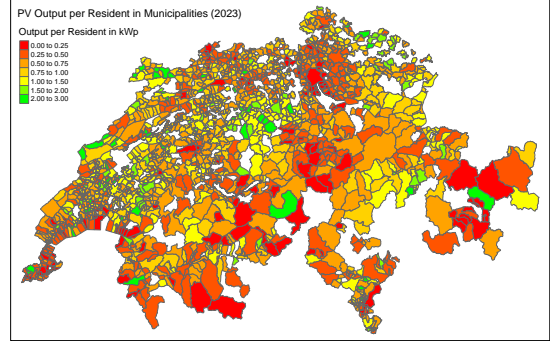 PV Output per Resident in Municipalities (2023)
Output per Resident in kWp
0.00 to 0.25
0.25 to 0.50
0.50 to 0.75
0.75 to 1.00
1.00 to 1.50
1.50 to 2.00
2.00 to 3.00